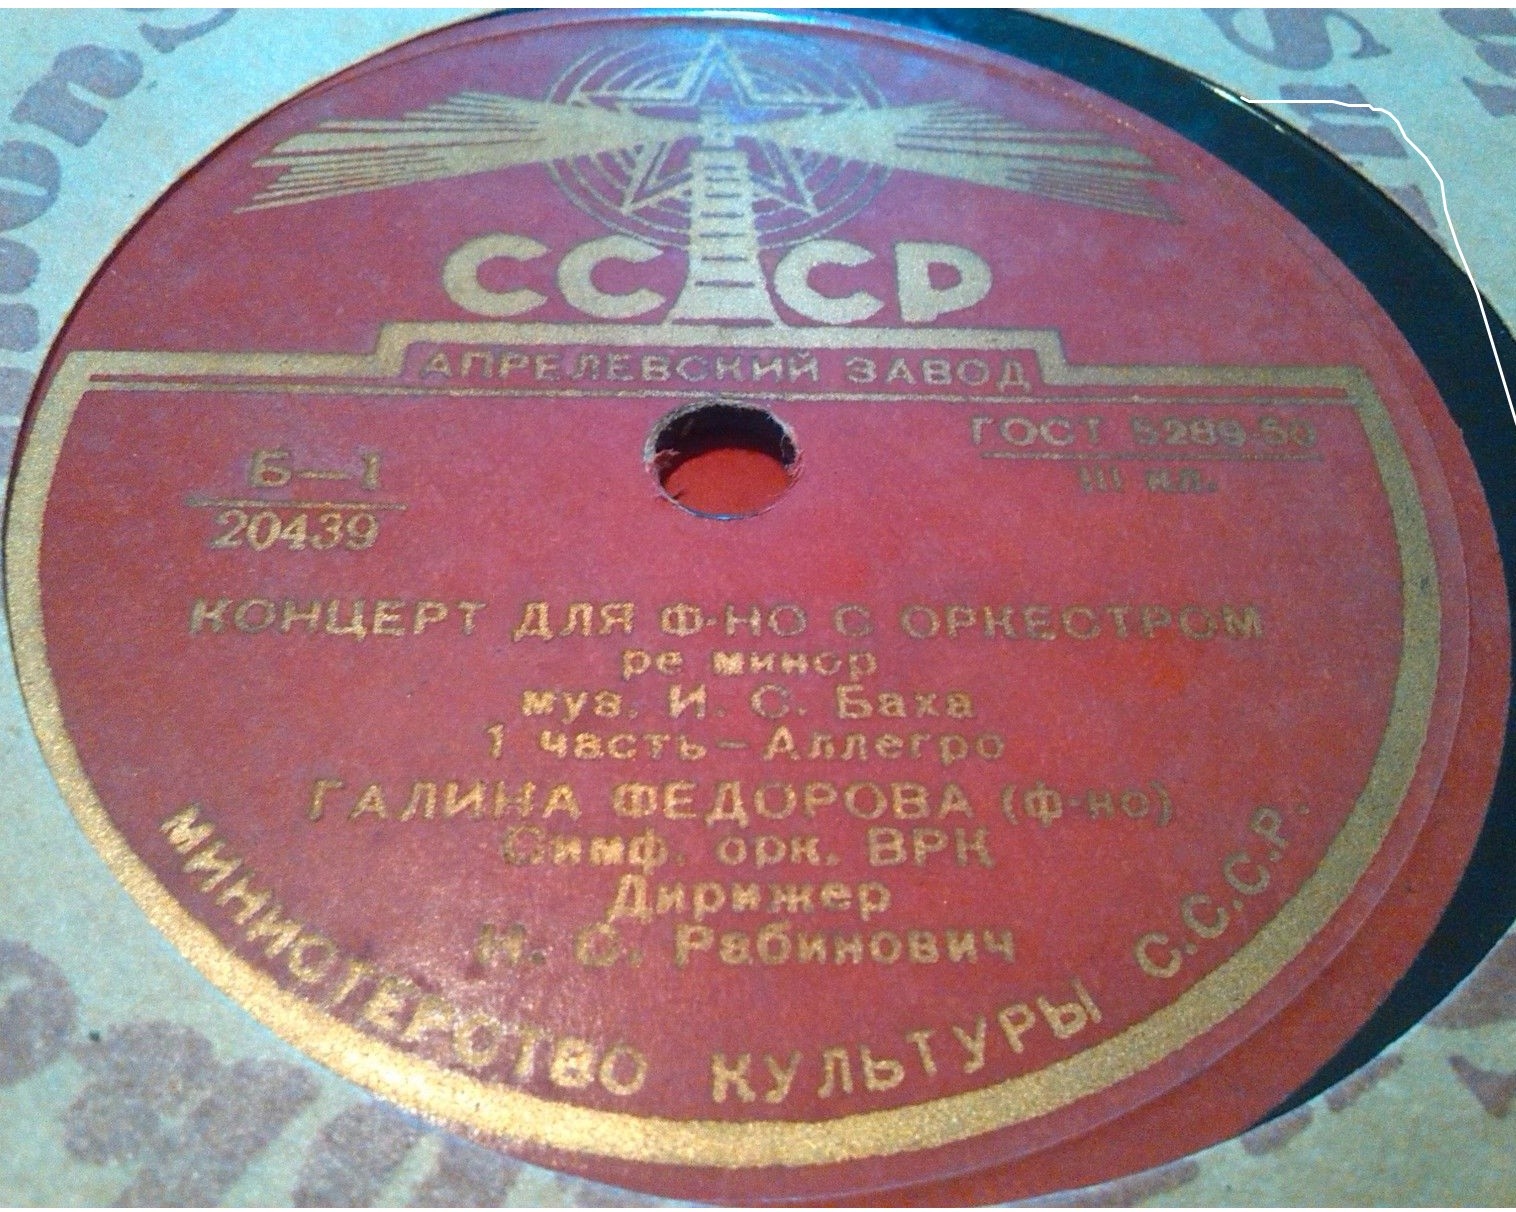 СССР
АПРЕЛЕВСКИЙ ЗАВОД
Б—1
20439
ГОСТ 5289-50
III кл.
КОНЦЕРТ ДЛЯ Ф-НО С ОРКЕСТРОМ
ре минор
муз. И. С. Баха
1 часть — Аллегро
ГАЛИНА ФЕДОРОВА (ф-но)
Симф. орк. ВРК
Дирижер
Н. С. Рабинович
МИНИСТЕРСТВО КУЛЬТУРЫ С.С.С.Р.